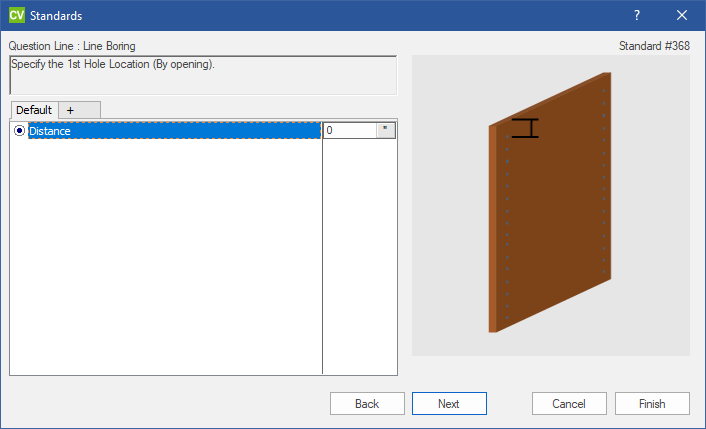 CV Standards ?
Question Line : Line Boring Standard #368
Specify the 1st Hole Location (By opening).
Default +
Distance 0 "
Back Next Cancel Finish